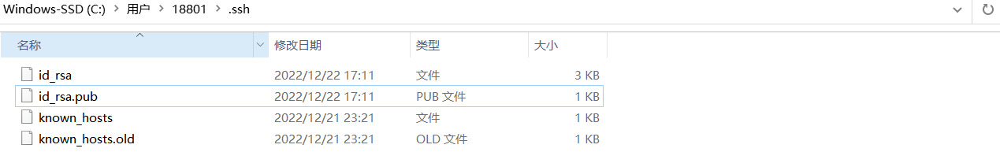 Windows-SSD (C:) > 用户 > 18801 > .ssh
名称 修改日期 类型 大小
id_rsa 2022/12/22 17:11 文件 3 KB
id_rsa.pub 2022/12/22 17:11 PUB 文件 1 KB
known_hosts 2022/12/21 23:21 文件 1 KB
known_hosts.old 2022/12/21 23:21 OLD 文件 1 KB